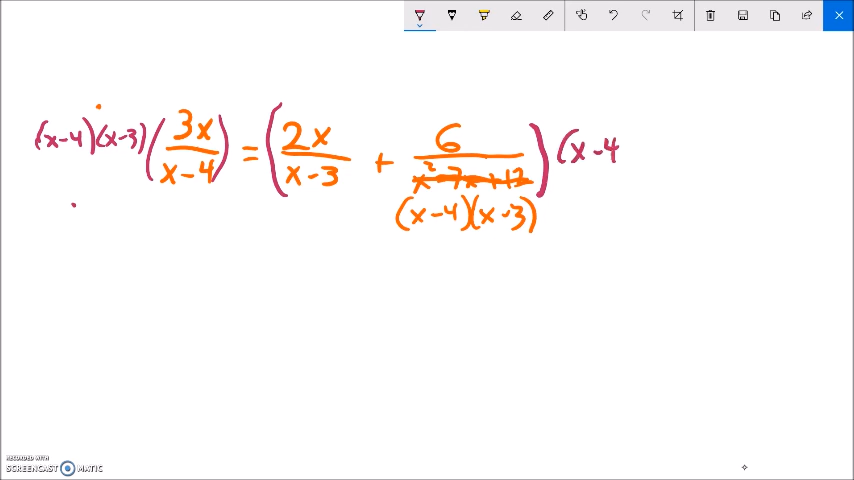 (x-4)(x-3) (3x/(x-4)) = (2x/(x-3) + 6/(x²-7x+12)) (x-4
(x-4)(x-3)
RECORDED WITH
SCREENCAST MATIC